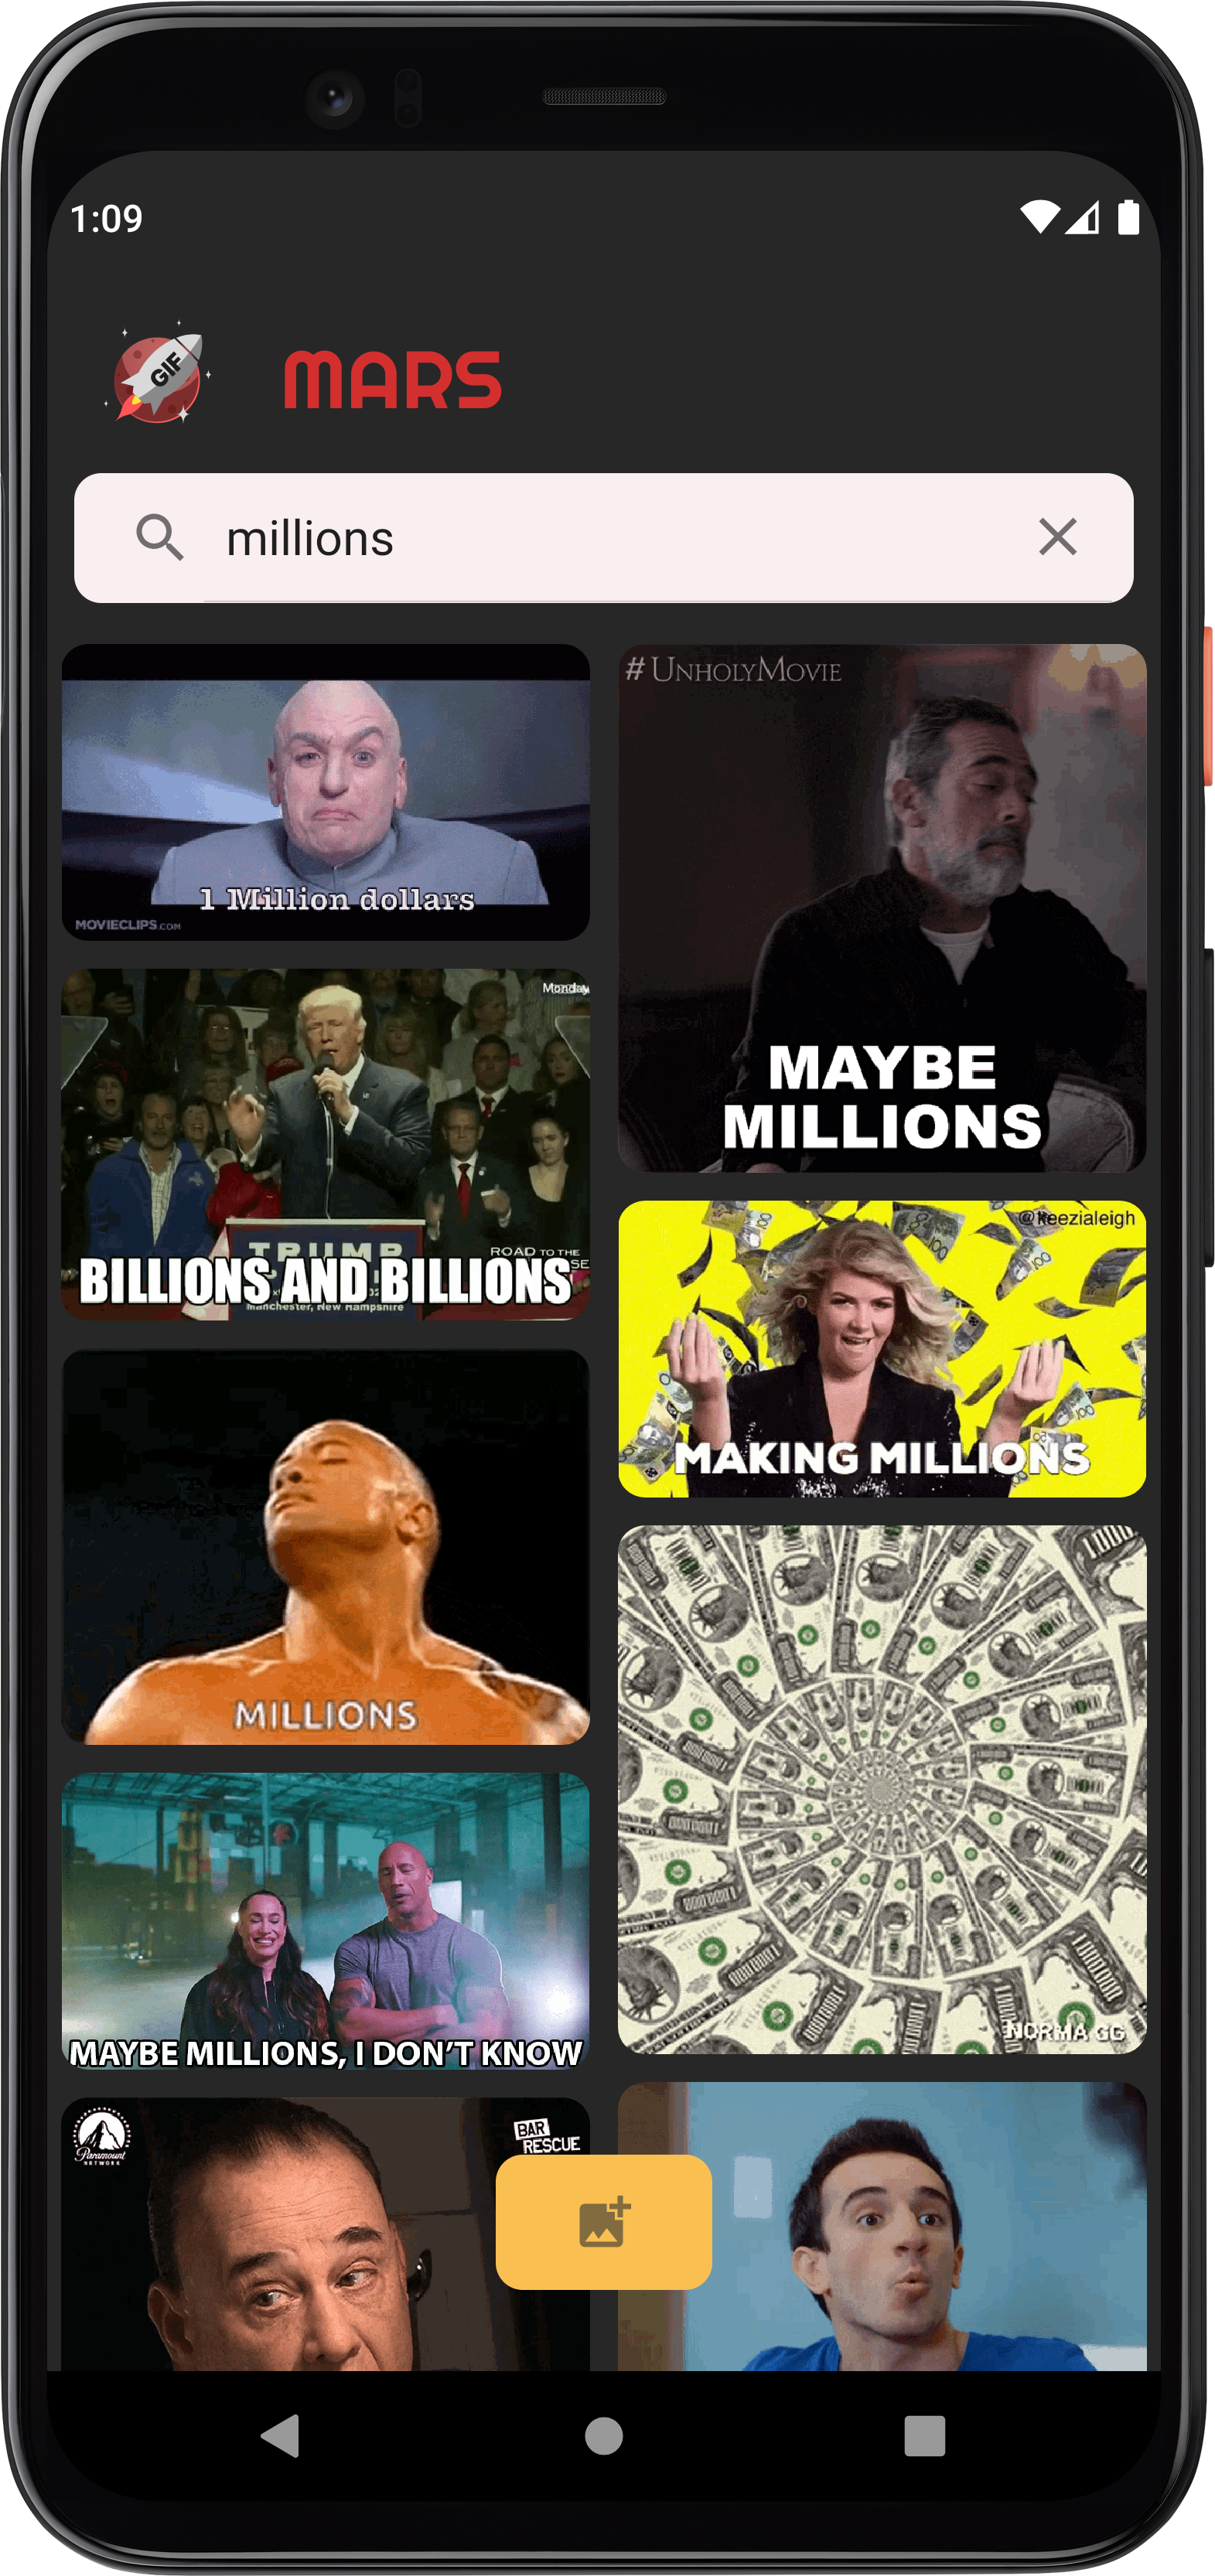 1:09
GIF
MARS
millions
1 Million dollars
MOVIECLIPS.COM
# UNHOLYMOVIE
MAYBE
MILLIONS
Monday
TRUMP
ROAD TO THE
BILLIONS AND BILLIONS
Manchester, New Hampshire
@keezialeigh
MAKING MILLIONS
MILLIONS
NORMA GG
MAYBE MILLIONS, I DON'T KNOW
Paramount
NETWORK
BAR
RESCUE